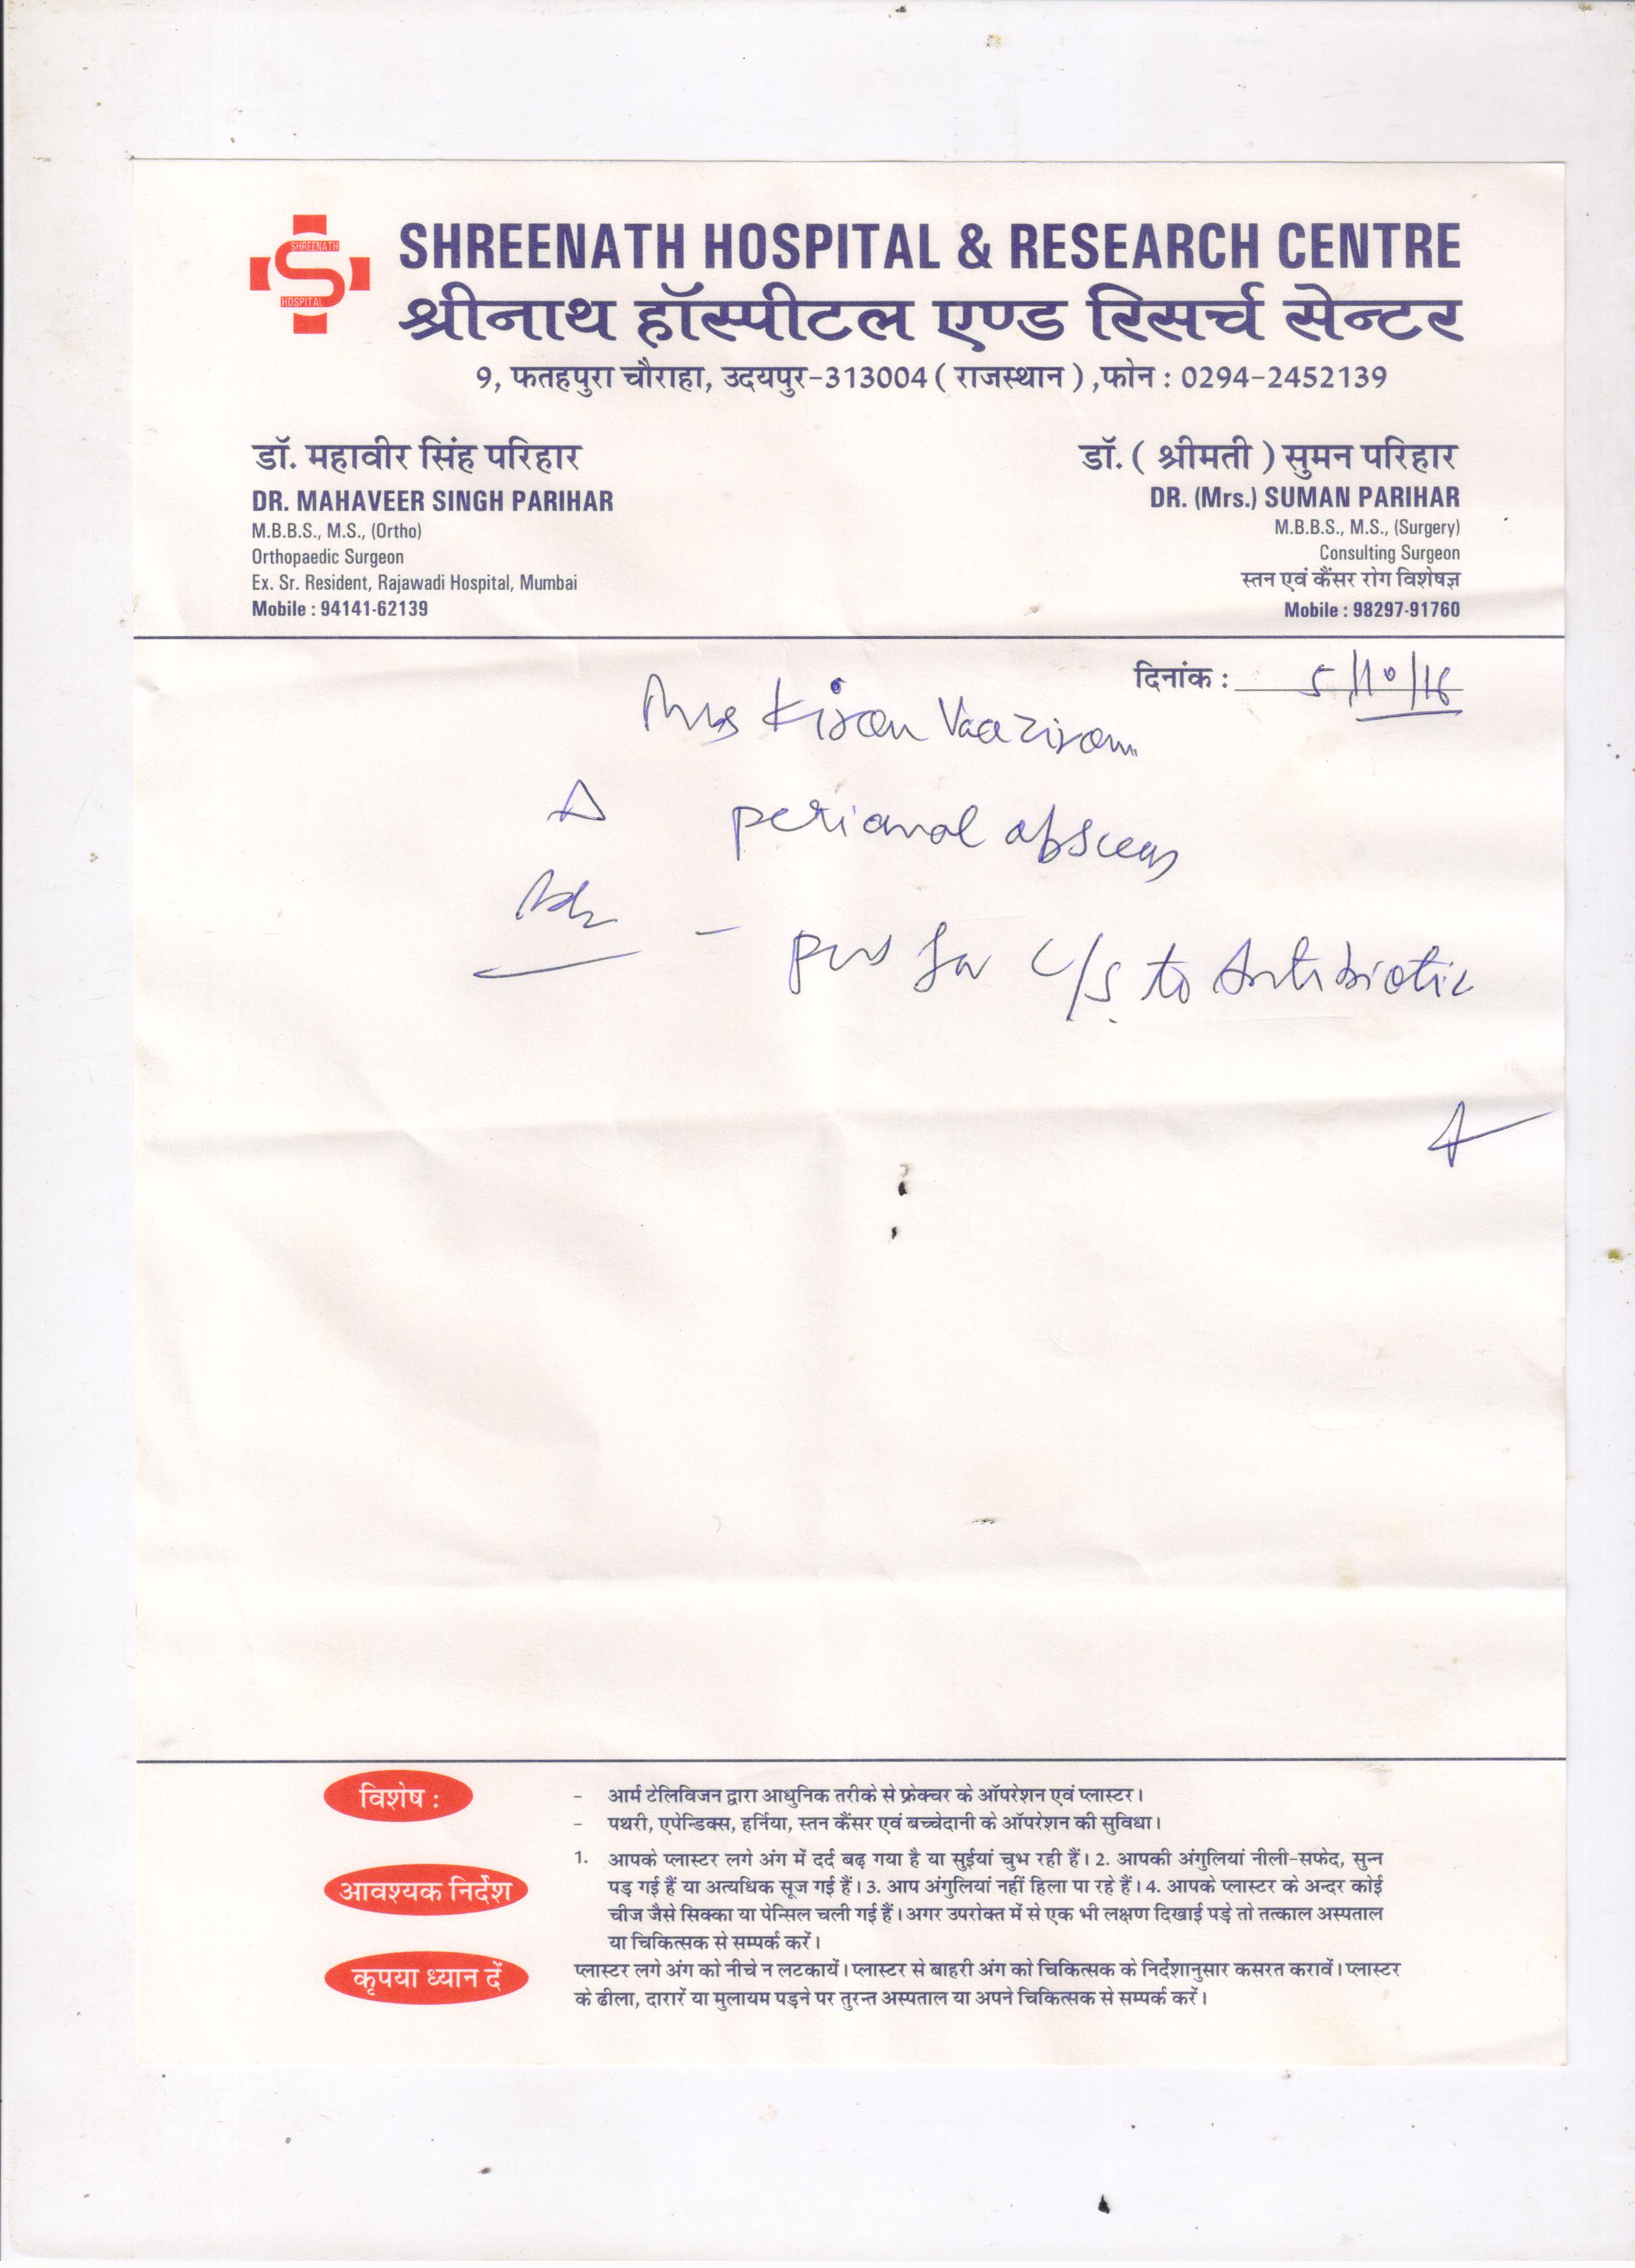 SHREENATH HOSPITAL & RESEARCH CENTRE
SHREENATH
HOSPITAL
श्रीनाथ हॉस्पीटल एण्ड रिसर्च सेन्टर
9, फतहपुरा चौराहा, उदयपुर-313004 ( राजस्थान ) ,फोन : 0294-2452139
डॉ. महावीर सिंह परिहार
DR. MAHAVEER SINGH PARIHAR
M.B.B.S., M.S., (Ortho)
Orthopaedic Surgeon
Ex. Sr. Resident, Rajawadi Hospital, Mumbai
Mobile : 94141-62139
डॉ. ( श्रीमती ) सुमन परिहार
DR. (Mrs.) SUMAN PARIHAR
M.B.B.S., M.S., (Surgery)
Consulting Surgeon
स्तन एवं कैंसर रोग विशेषज्ञ
Mobile : 98297-91760
दिनांक : 5/10/16
Mrs Kiran
Δ perianal abscess
Adv - pus for C/S to Antibiotic
विशेष :
- आर्म टेलिविजन द्वारा आधुनिक तरीके से फ्रेक्चर के ऑपरेशन एवं प्लास्टर।
- पथरी, एपेन्डिक्स, हर्निया, स्तन कैंसर एवं बच्चेदानी के ऑपरेशन की सुविधा।
आवश्यक निर्देश
1. आपके प्लास्टर लगे अंग में दर्द बढ़ गया है या सुईयां चुभ रही हैं। 2. आपकी अंगुलियां नीली-सफेद, सुन्न
पड़ गई हैं या अत्यधिक सूज गई हैं। 3. आप अंगुलियां नहीं हिला पा रहे हैं। 4. आपके प्लास्टर के अन्दर कोई
चीज जैसे सिक्का या पेन्सिल चली गई हैं। अगर उपरोक्त में से एक भी लक्षण दिखाई पड़े तो तत्काल अस्पताल
या चिकित्सक से सम्पर्क करें।
कृपया ध्यान दें
प्लास्टर लगे अंग को नीचे न लटकायें। प्लास्टर से बाहरी अंग को चिकित्सक के निर्देशानुसार कसरत करावें। प्लास्टर
के ढीला, दारारें या मुलायम पड़ने पर तुरन्त अस्पताल या अपने चिकित्सक से सम्पर्क करें।